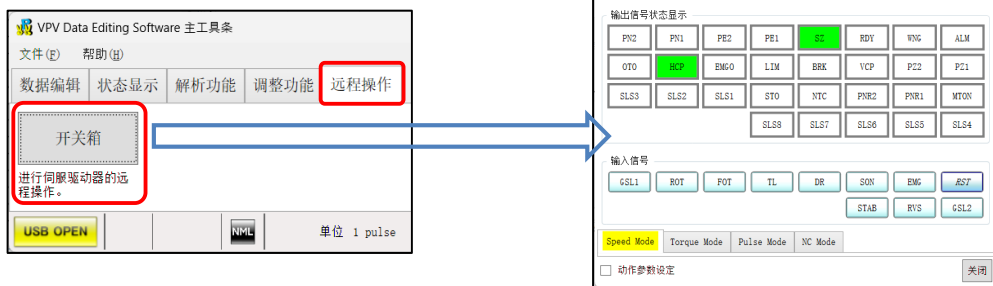 VPV Data Editing Software 主工具条
文件(F) 帮助(H)
数据编辑 状态显示 解析功能 调整功能 远程操作
开关箱
进行伺服驱动器的远
程操作。
USB OPEN NML 单位 1 pulse
输出信号状态显示
PN2 PN1 PE2 PE1 SZ RDY WNG ALM
OTO HCP EMGO LIM BRK VCP PZ2 PZ1
SLS3 SLS2 SLS1 STO NTC PNR2 PNR1 MTON
SLS8 SLS7 SLS6 SLS5 SLS4
输入信号
GSL1 ROT FOT TL DR SON EMG RST
STAB RVS GSL2
Speed Mode Torque Mode Pulse Mode NC Mode
动作参数设定 关闭